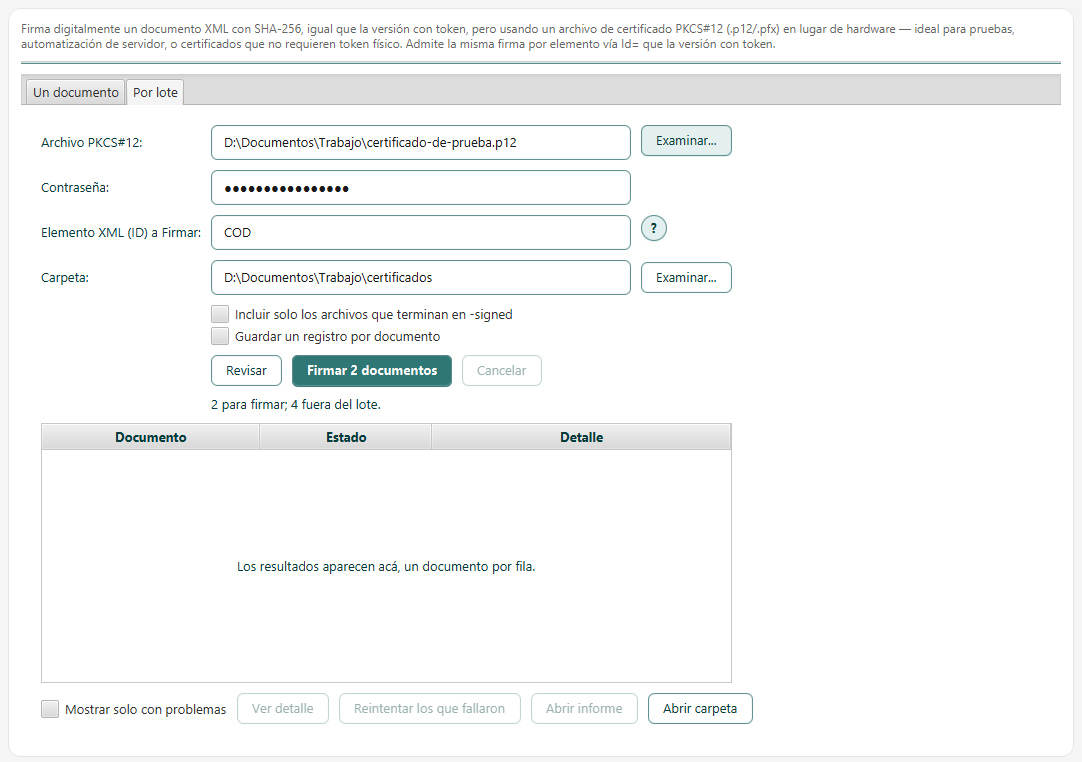 Firma digitalmente un documento XML con SHA-256, igual que la versión con token, pero usando un archivo de certificado PKCS#12 (.p12/.pfx) en lugar de hardware — ideal para pruebas,
automatización de servidor, o certificados que no requieren token físico. Admite la misma firma por elemento vía Id= que la versión con token.
Un documento Por lote
Archivo PKCS#12: D:\Documentos\Trabajo\certificado-de-prueba.p12 Examinar...
Contraseña: ●●●●●●●●●●●●●●●●
Elemento XML (ID) a Firmar: COD ?
Carpeta: D:\Documentos\Trabajo\certificados Examinar...
Incluir solo los archivos que terminan en -signed
Guardar un registro por documento
Revisar Firmar 2 documentos Cancelar
2 para firmar; 4 fuera del lote.
Documento Estado Detalle
Los resultados aparecen acá, un documento por fila.
Mostrar solo con problemas Ver detalle Reintentar los que fallaron Abrir informe Abrir carpeta